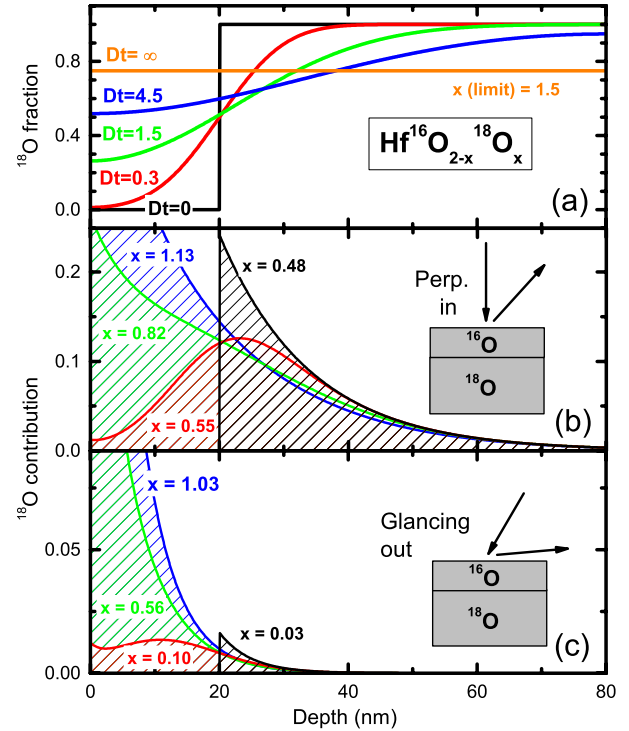 18O fraction
0.8
0.4
0.0
Dt= ∞
Dt=4.5
Dt=1.5
Dt=0.3
Dt=0
x (limit) = 1.5
Hf16O2-x 18Ox
(a)
18O contribution
0.2
0.1
0.0
x = 1.13
x = 0.48
x = 0.82
x = 0.55
Perp.
in
16O
18O
(b)
0.05
0.00
x = 1.03
x = 0.56
x = 0.10
x = 0.03
Glancing
out
16O
18O
(c)
0 20 40 60 80
Depth (nm)